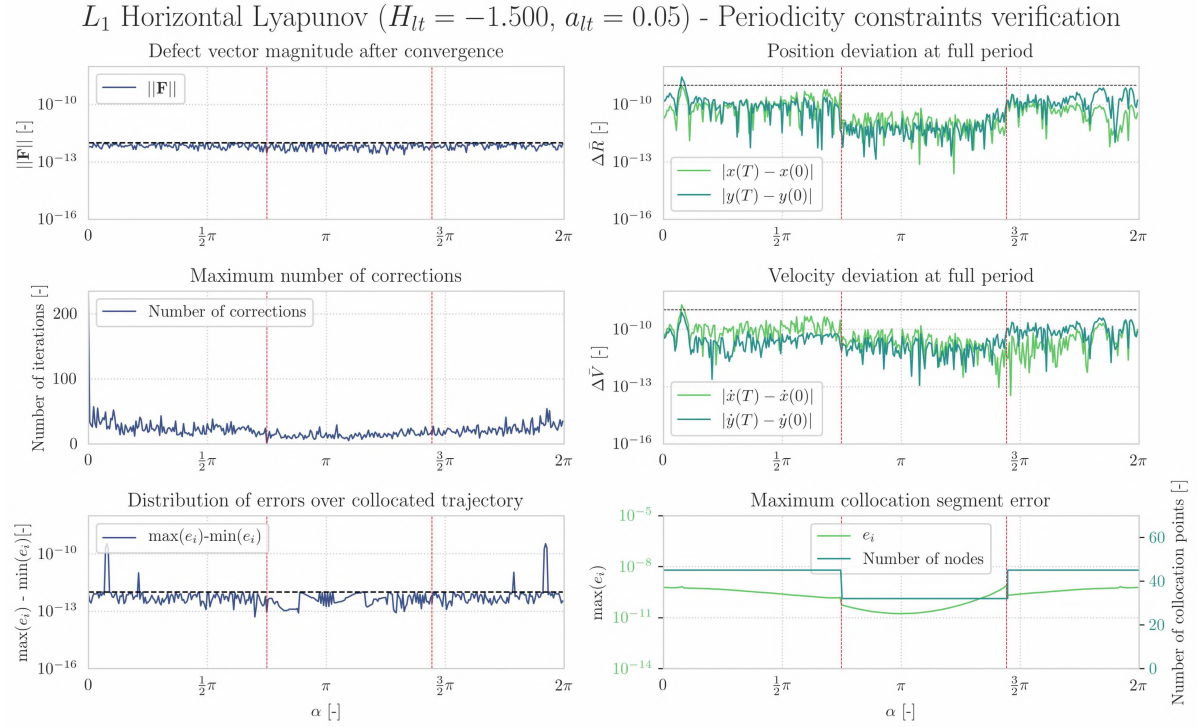 L₁ Horizontal Lyapunov (Hₗₜ = −1.500, aₗₜ = 0.05) - Periodicity constraints verification
Defect vector magnitude after convergence
||F||
||F|| [-]
10⁻¹⁰
10⁻¹³
10⁻¹⁶
0 ½π π 3/2π 2π
Position deviation at full period
ΔR̄ [-]
10⁻¹⁰
10⁻¹³
10⁻¹⁶
|x(T) − x(0)|
|y(T) − y(0)|
0 ½π π 3/2π 2π
Maximum number of corrections
Number of corrections
Number of iterations [-]
200
100
0
0 ½π π 3/2π 2π
Velocity deviation at full period
ΔV̄ [-]
10⁻¹⁰
10⁻¹³
10⁻¹⁶
|ẋ(T) − ẋ(0)|
|ẏ(T) − ẏ(0)|
0 ½π π 3/2π 2π
Distribution of errors over collocated trajectory
max(eᵢ)-min(eᵢ)
max(eᵢ) - min(eᵢ)[-]
10⁻¹⁰
10⁻¹³
10⁻¹⁶
0 ½π π 3/2π 2π
α [-]
Maximum collocation segment error
eᵢ
Number of nodes
max(eᵢ)
10⁻⁵
10⁻⁸
10⁻¹¹
10⁻¹⁴
Number of collocation points [-]
60
40
20
0
0 ½π π 3/2π 2π
α [-]